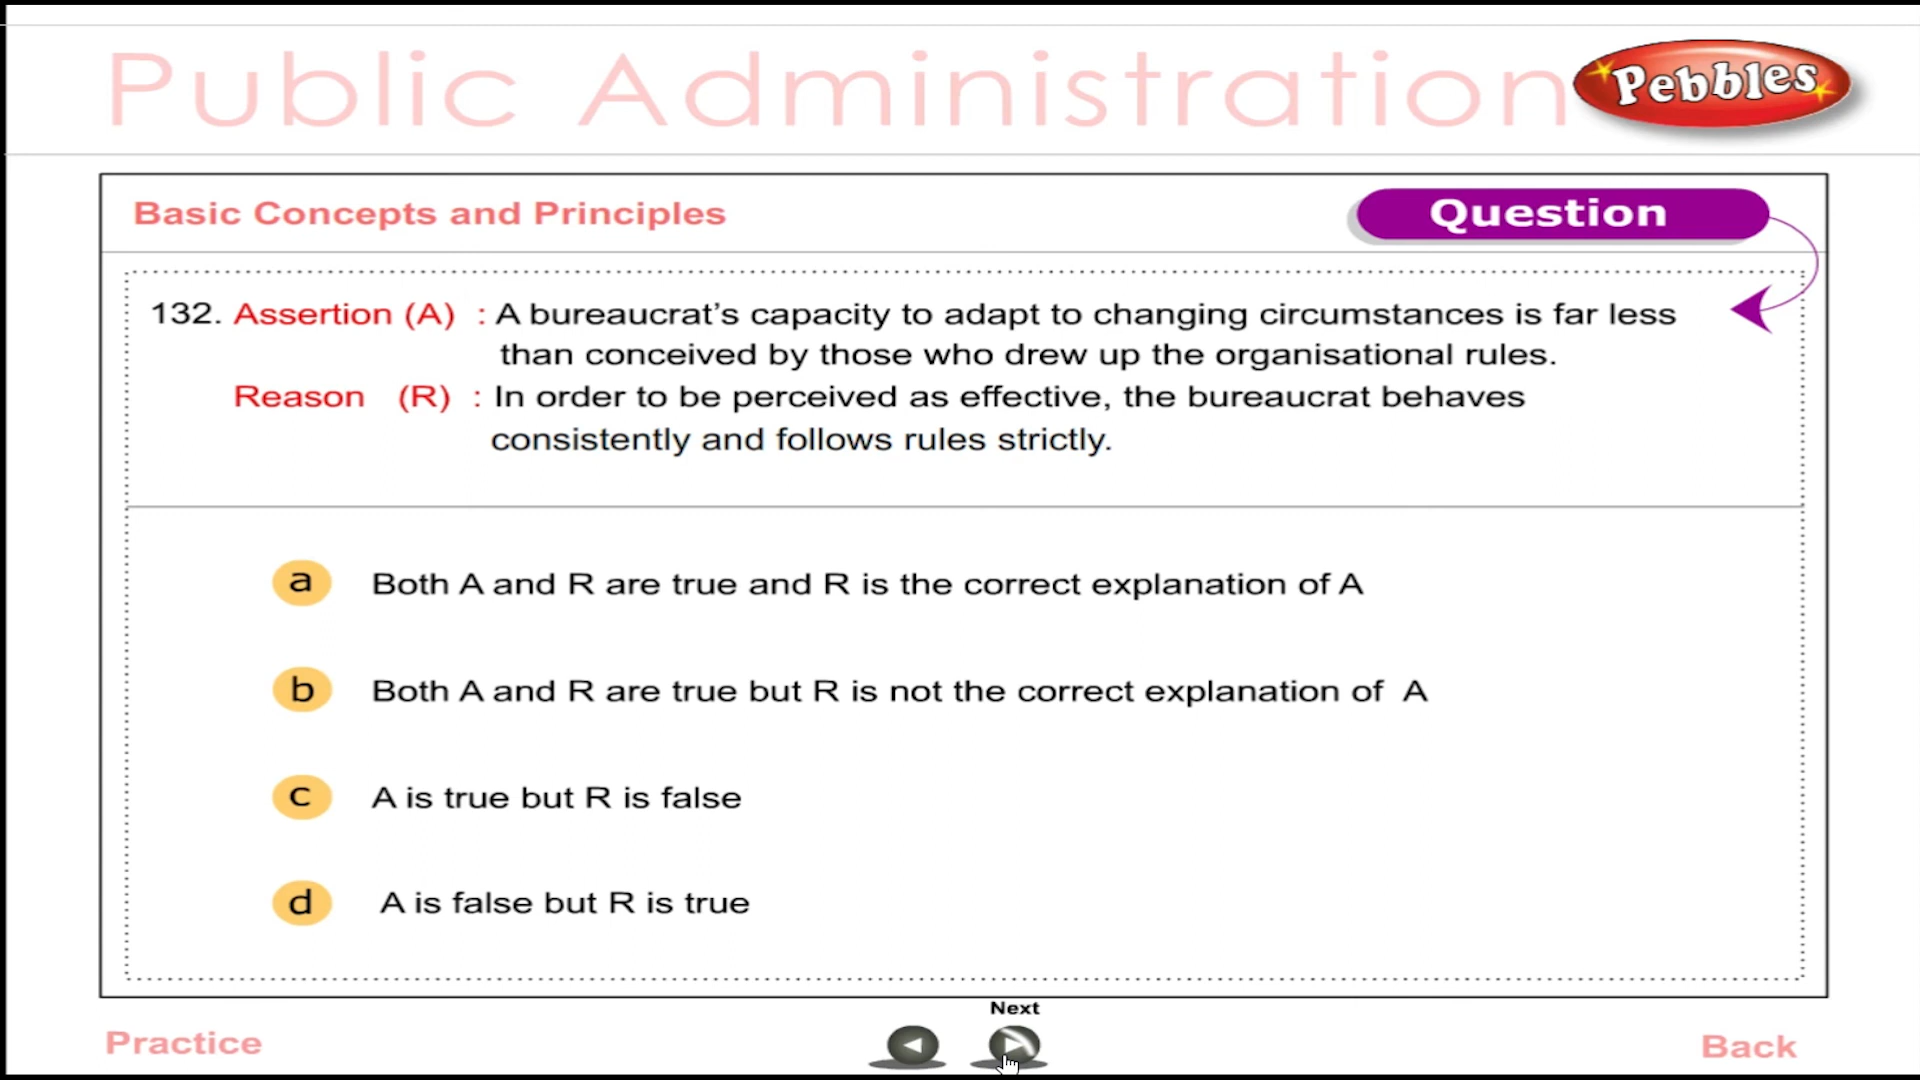 Public Administration
Pebbles
Basic Concepts and Principles
Question
132. Assertion (A) : A bureaucrat's capacity to adapt to changing circumstances is far less
than conceived by those who drew up the organisational rules.
Reason (R) : In order to be perceived as effective, the bureaucrat behaves
consistently and follows rules strictly.
a Both A and R are true and R is the correct explanation of A
b Both A and R are true but R is not the correct explanation of A
c A is true but R is false
d A is false but R is true
Next
Practice
Back